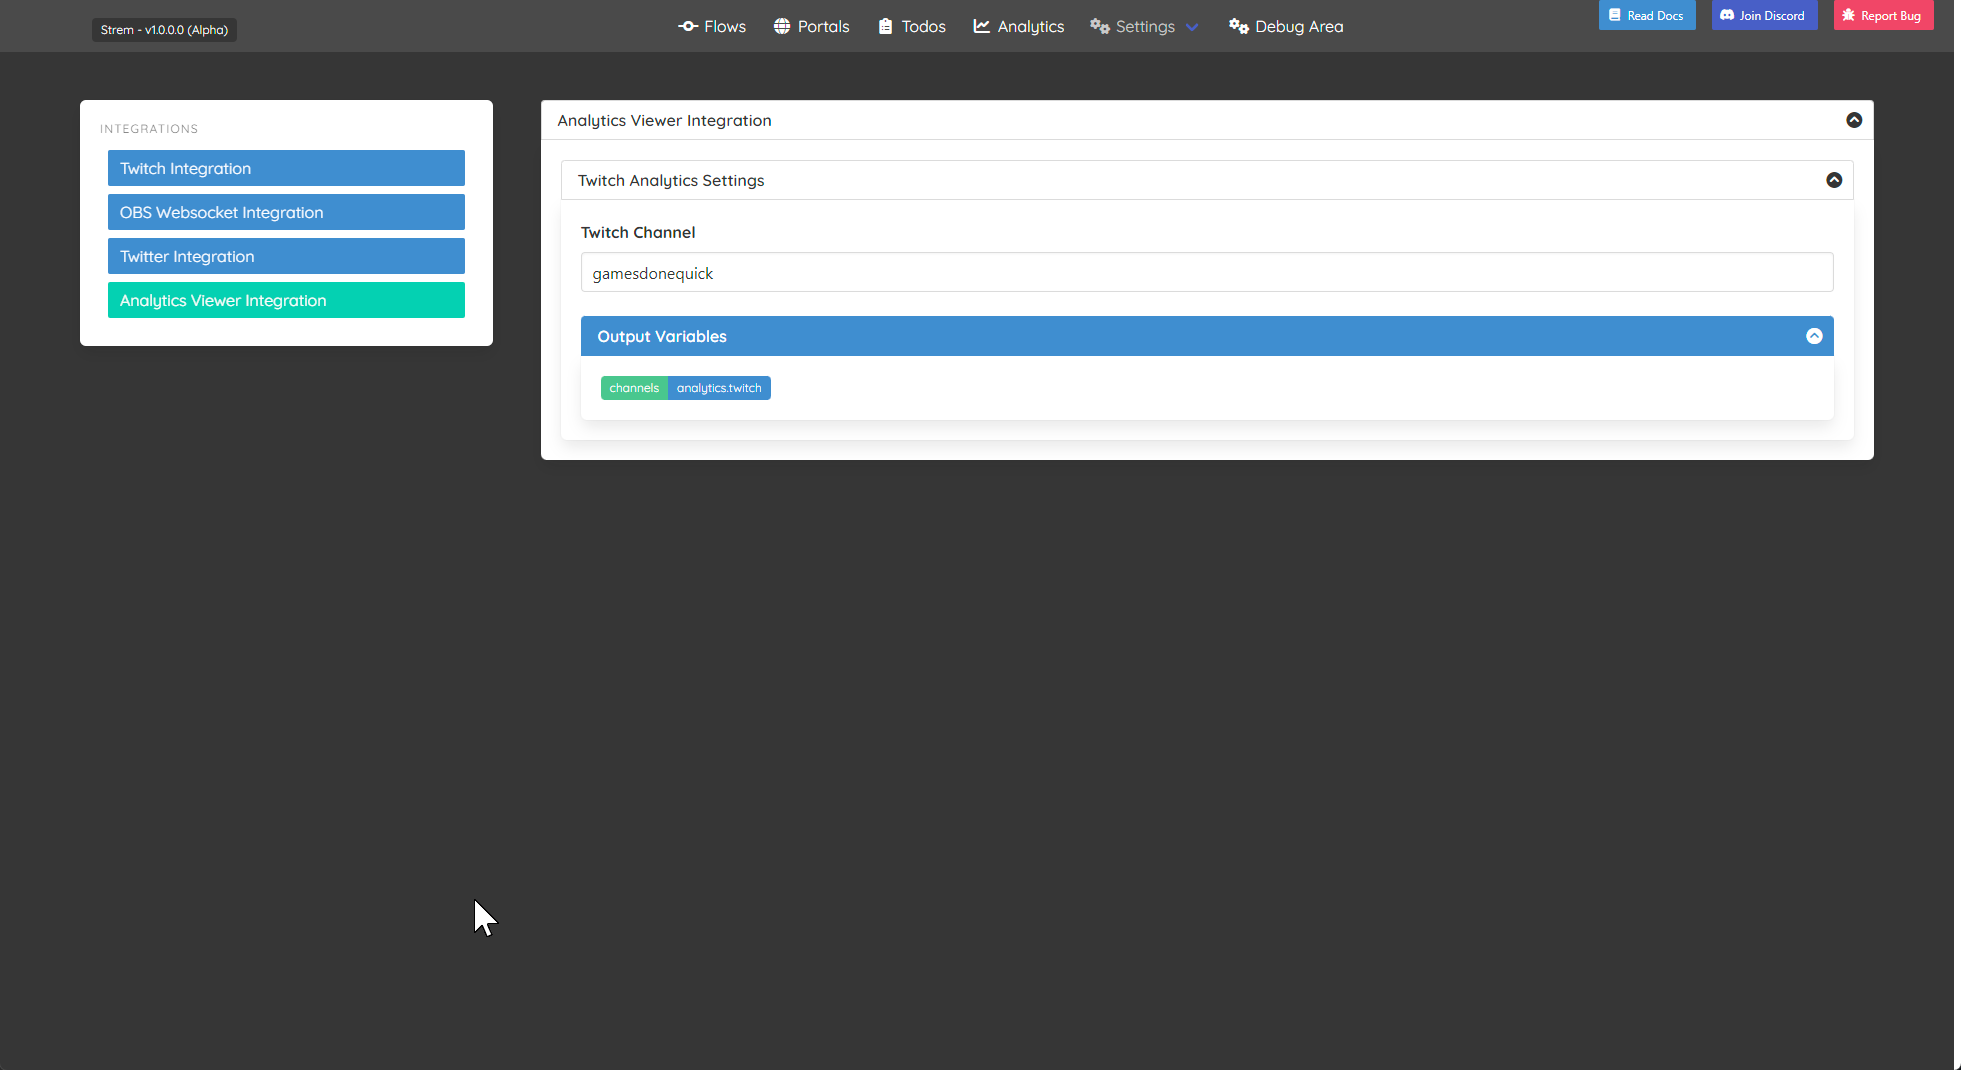 Strem - v1.0.0.0 (Alpha)
Flows
Portals
Todos
Analytics
Settings
Debug Area
Read Docs
Join Discord
Report Bug
INTEGRATIONS
Twitch Integration
OBS Websocket Integration
Twitter Integration
Analytics Viewer Integration
Analytics Viewer Integration
Twitch Analytics Settings
Twitch Channel
gamesdonequick
Output Variables
channels analytics.twitch